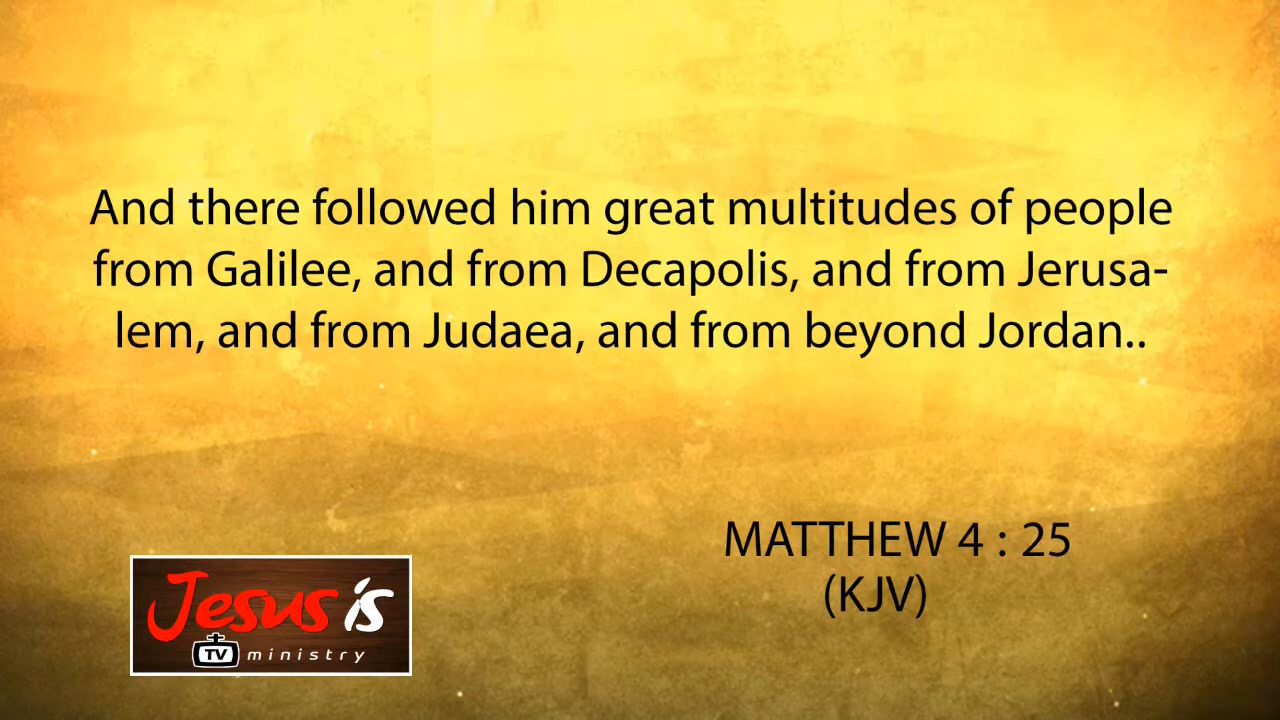 And there followed him great multitudes of people
from Galilee, and from Decapolis, and from Jerusa-
lem, and from Judaea, and from beyond Jordan..
MATTHEW 4 : 25
(KJV)
Jesus is
TV ministry